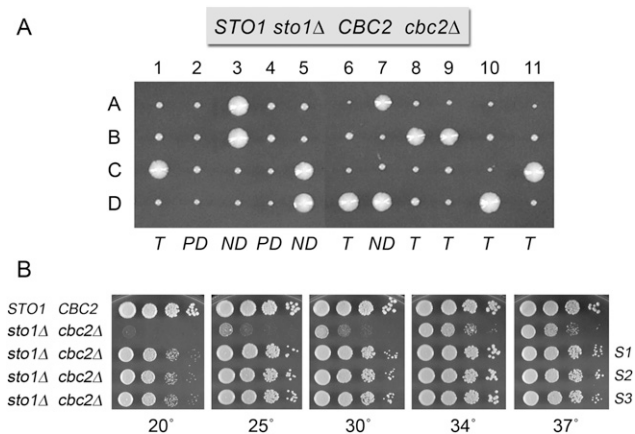 A
STO1 sto1Δ CBC2 cbc2Δ
1 2 3 4 5 6 7 8 9 10 11
A
B
C
D
T PD ND PD ND T ND T T T T
B
STO1 CBC2
sto1Δ cbc2Δ
sto1Δ cbc2Δ S1
sto1Δ cbc2Δ S2
sto1Δ cbc2Δ S3
20° 25° 30° 34° 37°